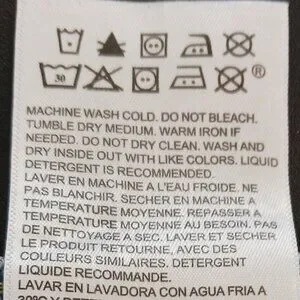 30 ®
MACHINE WASH COLD. DO NOT BLEACH.
TUMBLE DRY MEDIUM. WARM IRON IF
NEEDED. DO NOT DRY CLEAN. WASH AND
DRY INSIDE OUT WITH LIKE COLORS. LIQUID
DETERGENT IS RECOMMENDED.
LAVER EN MACHINE A L'EAU FROIDE. NE
PAS BLANCHIR. SECHER EN MACHINE A
TEMPERATURE MOYENNE. REPASSER A
TEMPERATURE MOYENNE AU BESOIN. PAS
DE NETTOYAGE A SEC. LAVER ET SECHER
LE PRODUIT RETOURNE, AVEC DES
COULEURS SIMILAIRES. DETERGENT
LIQUIDE RECOMMANDE.
LAVAR EN LAVADORA CON AGUA FRIA A